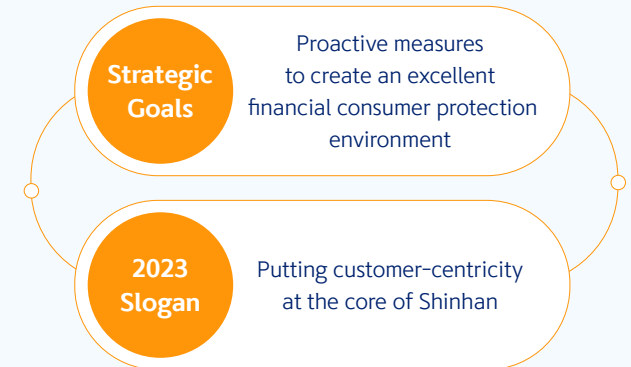 Strategic
Goals
Proactive measures
to create an excellent
financial consumer protection
environment
2023
Slogan
Putting customer-centricity
at the core of Shinhan